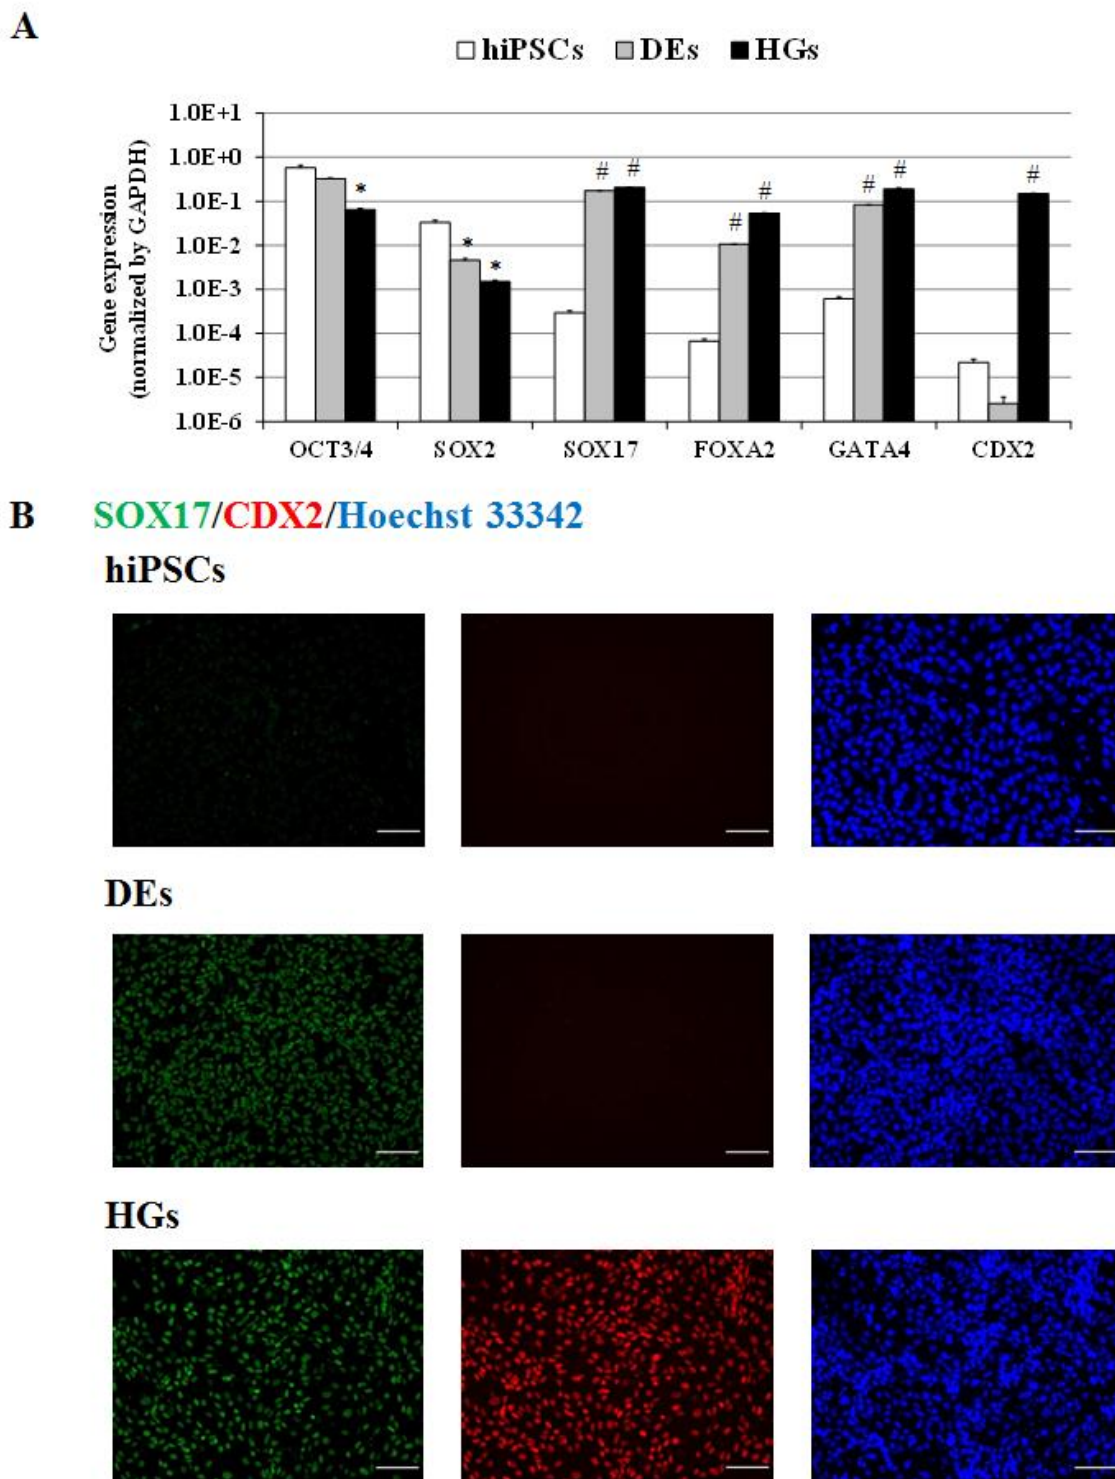 A
hiPSCs DEs HGs
Gene expression
(normalized by GAPDH)
1.0E+1
1.0E+0
1.0E-1
1.0E-2
1.0E-3
1.0E-4
1.0E-5
1.0E-6
* * * # # # # # # #
OCT3/4 SOX2 SOX17 FOXA2 GATA4 CDX2
B SOX17/CDX2/Hoechst 33342
hiPSCs
DEs
HGs